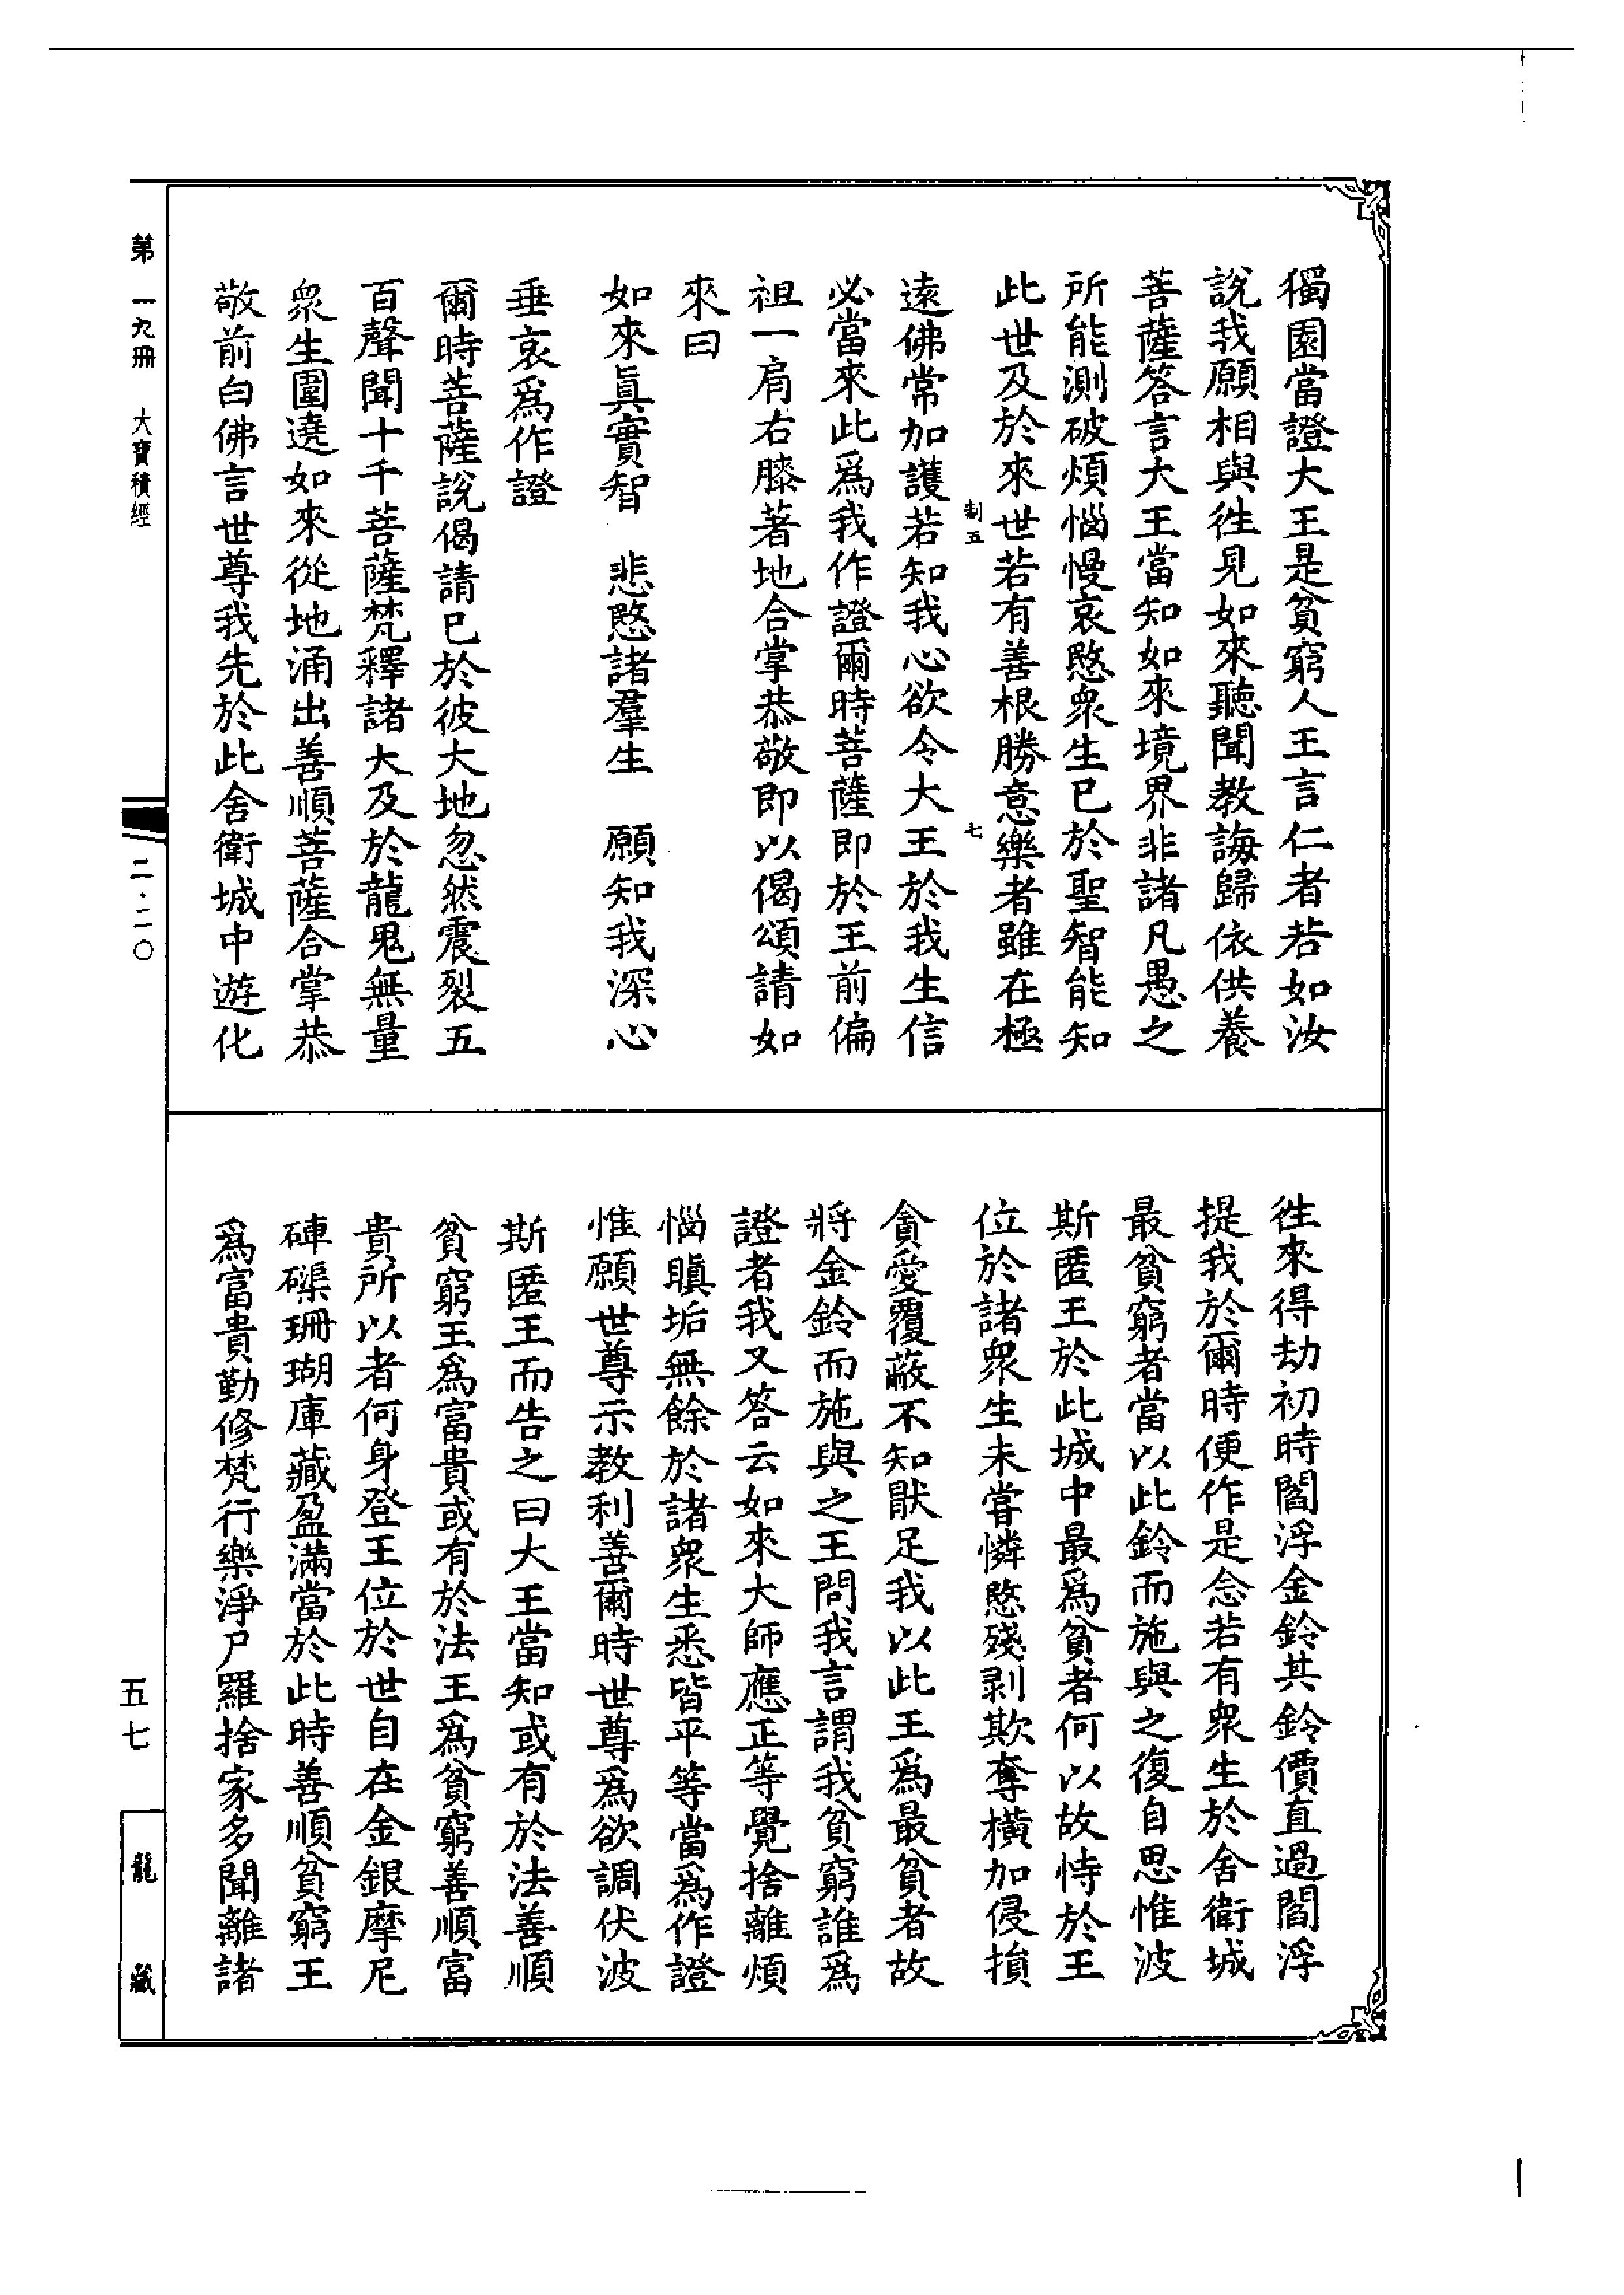 獨園當證大王是貧窮人王言仁者若如汝
說我願相與徃見如來聽聞教誨歸依供養
菩薩答言大王當知如來境界非諸凡愚之
所能測破煩惱慢哀愍衆生已於聖智能知
此世及於來世若有善根勝意樂者雖在極
制五 七
遠佛常加護若知我心欲令大王於我生信
必當來此爲我作證爾時菩薩即於王前偏
袒一肩右膝著地合掌恭敬即以偈頌請如
來曰
如來眞實智 悲愍諸羣生 願知我深心
垂哀爲作證
爾時菩薩說偈請已於彼大地忽然震裂五
百聲聞十千菩薩梵釋諸大及於龍鬼無量
衆生圍遶如來從地涌出善順菩薩合掌恭
敬前白佛言世尊我先於此舍衛城中遊化
徃來得劫初時閻浮金鈴其鈴價直過閻浮
提我於爾時便作是念若有衆生於舍衛城
最貧窮者當以此鈴而施與之復自思惟波
斯匿王於此城中最爲貧者何以故恃於王
位於諸衆生未甞憐愍殘剥欺奪橫加侵損
貪愛覆蔽不知猒足我以此王爲最貧者故
將金鈴而施與之王問我言謂我貧窮誰爲
證者我又答云如來大師應正等覺捨離煩
惱瞋垢無餘於諸衆生悉皆平等當爲作證
惟願世尊示教利善爾時世尊爲欲調伏波
斯匿王而告之曰大王當知或有於法善順
貧窮王爲富貴或有於法王爲貧窮善順富
貴所以者何身登王位於世自在金銀摩尼
硨磲珊瑚庫藏盈滿當於此時善順貧窮王
爲富貴勤修梵行樂淨尸羅捨家多聞離諸
第一九冊 大寶積經
二·二〇
五七
龍藏